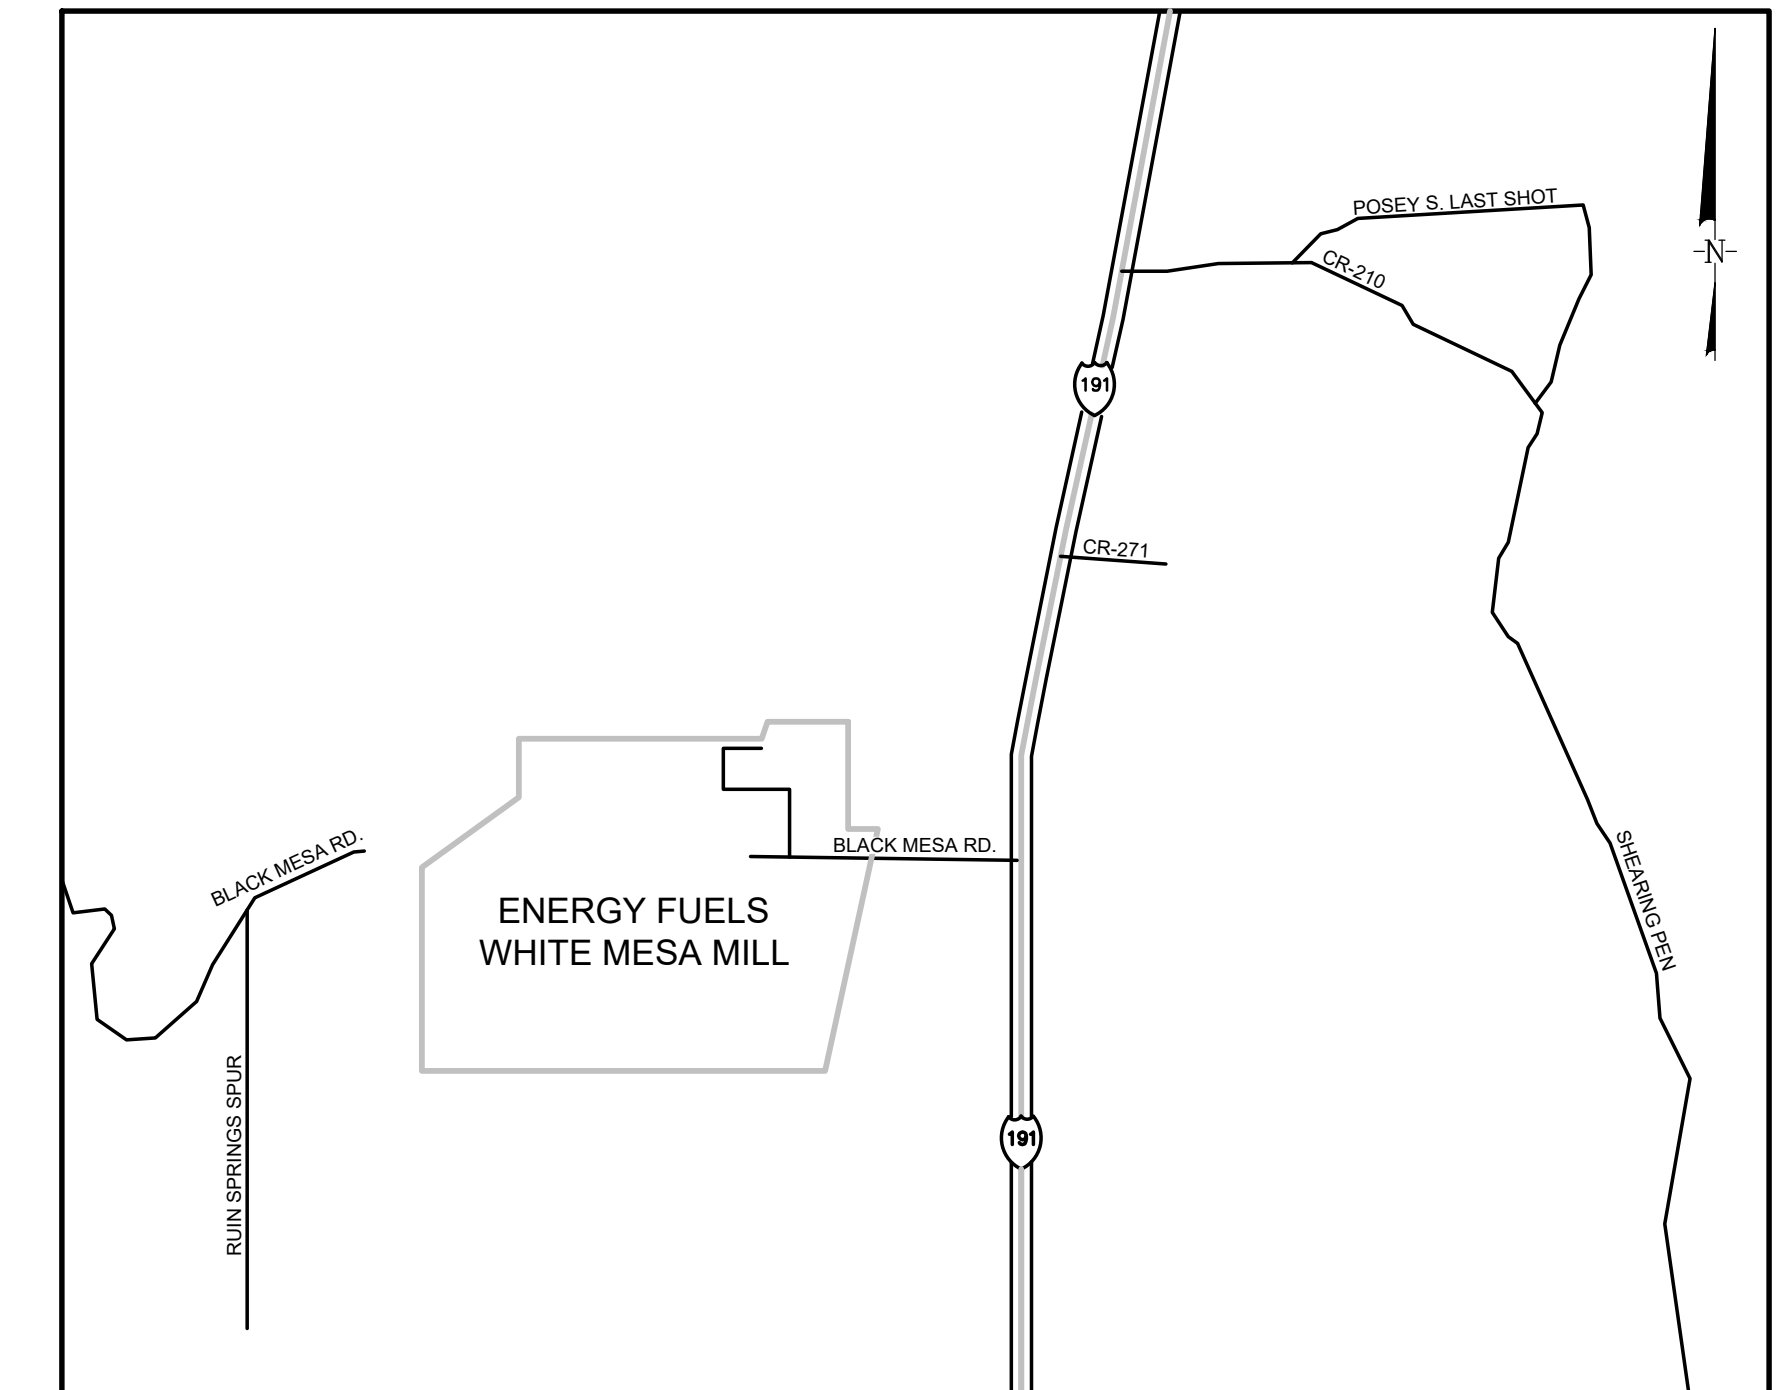 POSEY S. LAST SHOT
-N-
CR-210
191
CR-271
BLACK MESA RD.
BLACK MESA RD.
SHEARING PEN
ENERGY FUELS
WHITE MESA MILL
RUIN SPRINGS SPUR
191